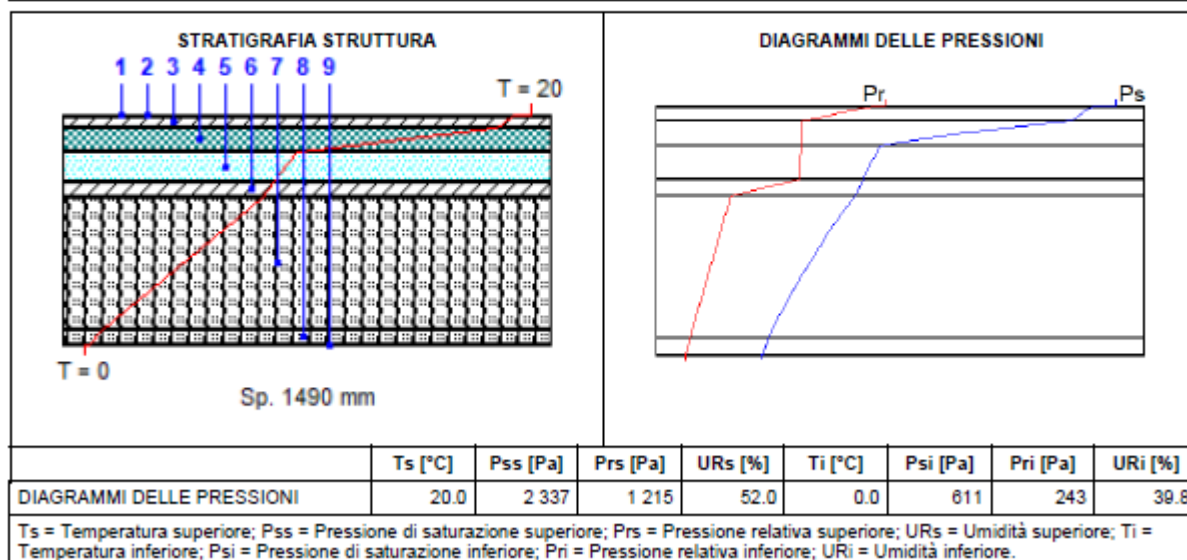 STRATIGRAFIA STRUTTURA
1 2 3 4 5 6 7 8 9
T = 20
T = 0
Sp. 1490 mm
DIAGRAMMI DELLE PRESSIONI
Pr
Ps
Ts [°C] Pss [Pa] Prs [Pa] URs [%] Ti [°C] Psi [Pa] Pri [Pa] URi [%]
DIAGRAMMI DELLE PRESSIONI 20.0 2 337 1 215 52.0 0.0 611 243 39.8
Ts = Temperatura superiore; Pss = Pressione di saturazione superiore; Prs = Pressione relativa superiore; URs = Umidità superiore; Ti =
Temperatura inferiore; Psi = Pressione di saturazione inferiore; Pri = Pressione relativa inferiore; URi = Umidità inferiore.